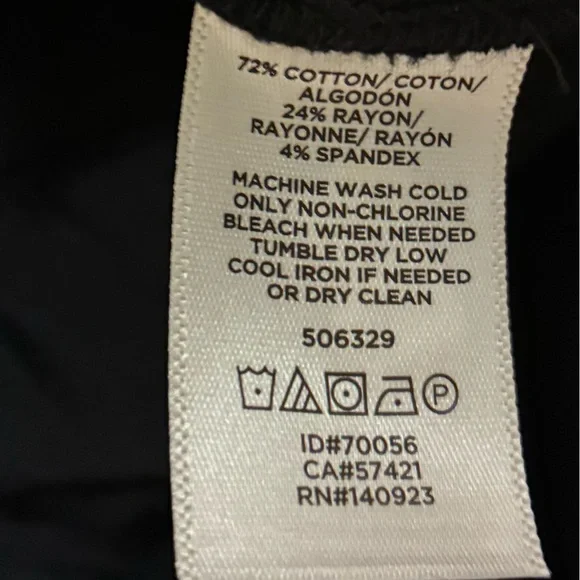 72% COTTON/ COTON/
ALGODÓN
24% RAYON/
RAYONNE/ RAYÓN
4% SPANDEX
MACHINE WASH COLD
ONLY NON-CHLORINE
BLEACH WHEN NEEDED
TUMBLE DRY LOW
COOL IRON IF NEEDED
OR DRY CLEAN
506329
P
ID#70056
CA#57421
RN#140923